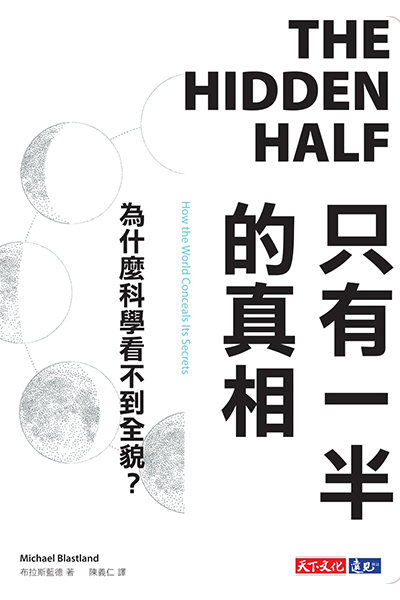 THE
HIDDEN
HALF
只有一半
的真相
How the World Conceals Its Secrets
為什麼科學看不到全貌？
Michael Blastland
布拉斯藍德 著　陳義仁 譯
天下文化 遠見